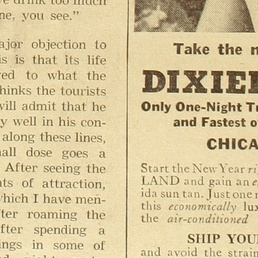 we drink too much
ne, you see."
ajor objection to
is is that its life
red to what the
hinks the tourists
will admit that he
y well in his con-
along these lines,
all dose goes a
After seeing the
nts of attraction,
which I have men-
fter roaming the
fter spending a
ngs in some of
Take the n
DIXIE
Only One-Night Tr
and Fastest o
CHICA
Start the New Year ri
LAND and gain an e
ida sun tan. Just one n
this economically lux
the air-conditioned
SHIP YOU
and avoid the strain